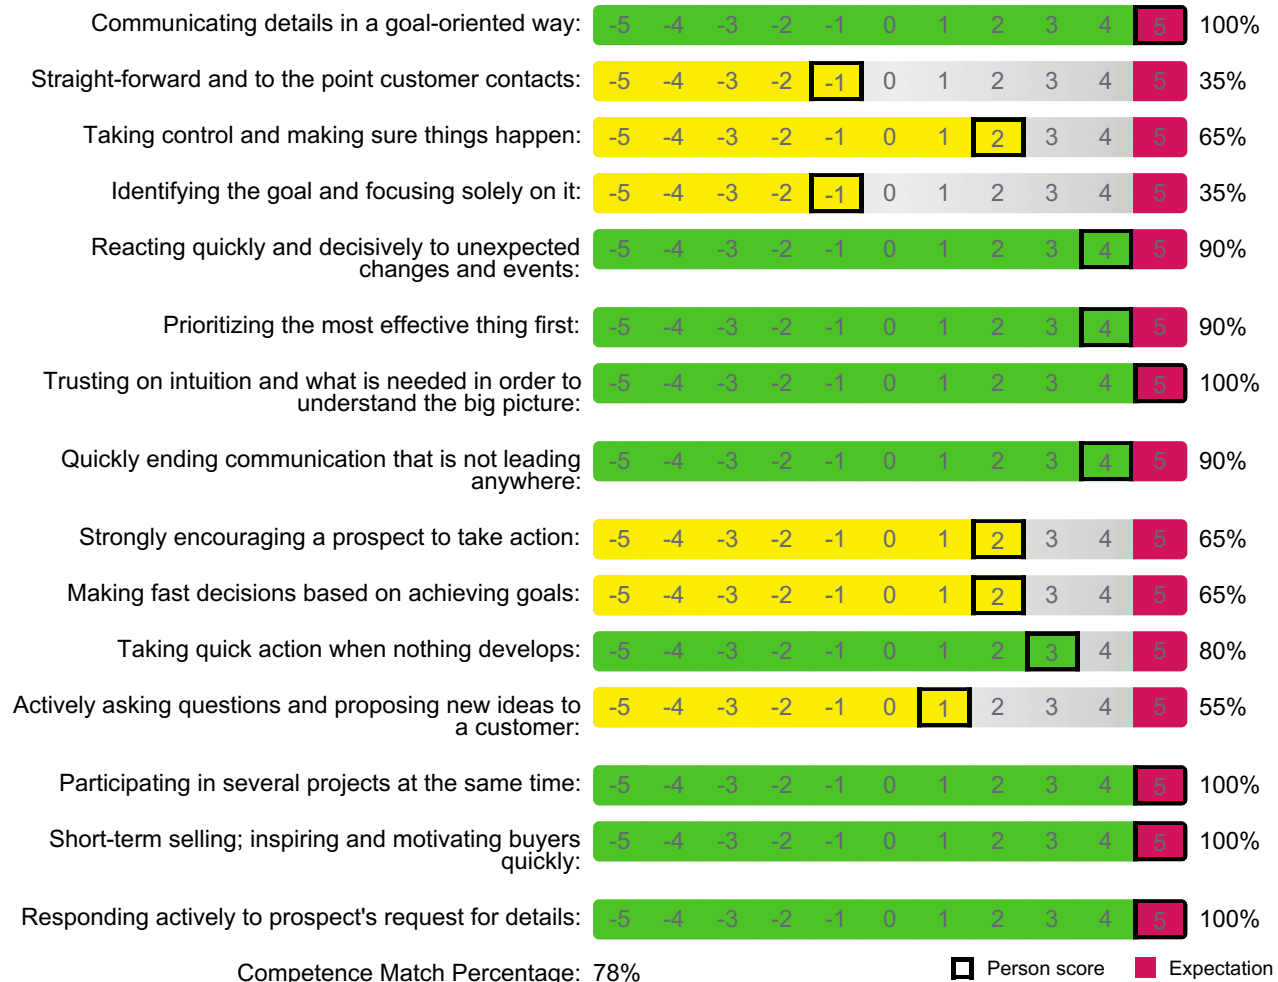 Communicating details in a goal-oriented way: -5 -4 -3 -2 -1 0 1 2 3 4 5 100%
Straight-forward and to the point customer contacts: -5 -4 -3 -2 -1 0 1 2 3 4 5 35%
Taking control and making sure things happen: -5 -4 -3 -2 -1 0 1 2 3 4 5 65%
Identifying the goal and focusing solely on it: -5 -4 -3 -2 -1 0 1 2 3 4 5 35%
Reacting quickly and decisively to unexpected -5 -4 -3 -2 -1 0 1 2 3 4 5 90%
changes and events:
Prioritizing the most effective thing first: -5 -4 -3 -2 -1 0 1 2 3 4 5 90%
Trusting on intuition and what is needed in order to -5 -4 -3 -2 -1 0 1 2 3 4 5 100%
understand the big picture:
Quickly ending communication that is not leading -5 -4 -3 -2 -1 0 1 2 3 4 5 90%
anywhere:
Strongly encouraging a prospect to take action: -5 -4 -3 -2 -1 0 1 2 3 4 5 65%
Making fast decisions based on achieving goals: -5 -4 -3 -2 -1 0 1 2 3 4 5 65%
Taking quick action when nothing develops: -5 -4 -3 -2 -1 0 1 2 3 4 5 80%
Actively asking questions and proposing new ideas to -5 -4 -3 -2 -1 0 1 2 3 4 5 55%
a customer:
Participating in several projects at the same time: -5 -4 -3 -2 -1 0 1 2 3 4 5 100%
Short-term selling; inspiring and motivating buyers -5 -4 -3 -2 -1 0 1 2 3 4 5 100%
quickly:
Responding actively to prospect's request for details: -5 -4 -3 -2 -1 0 1 2 3 4 5 100%
Competence Match Percentage: 78% Person score Expectation